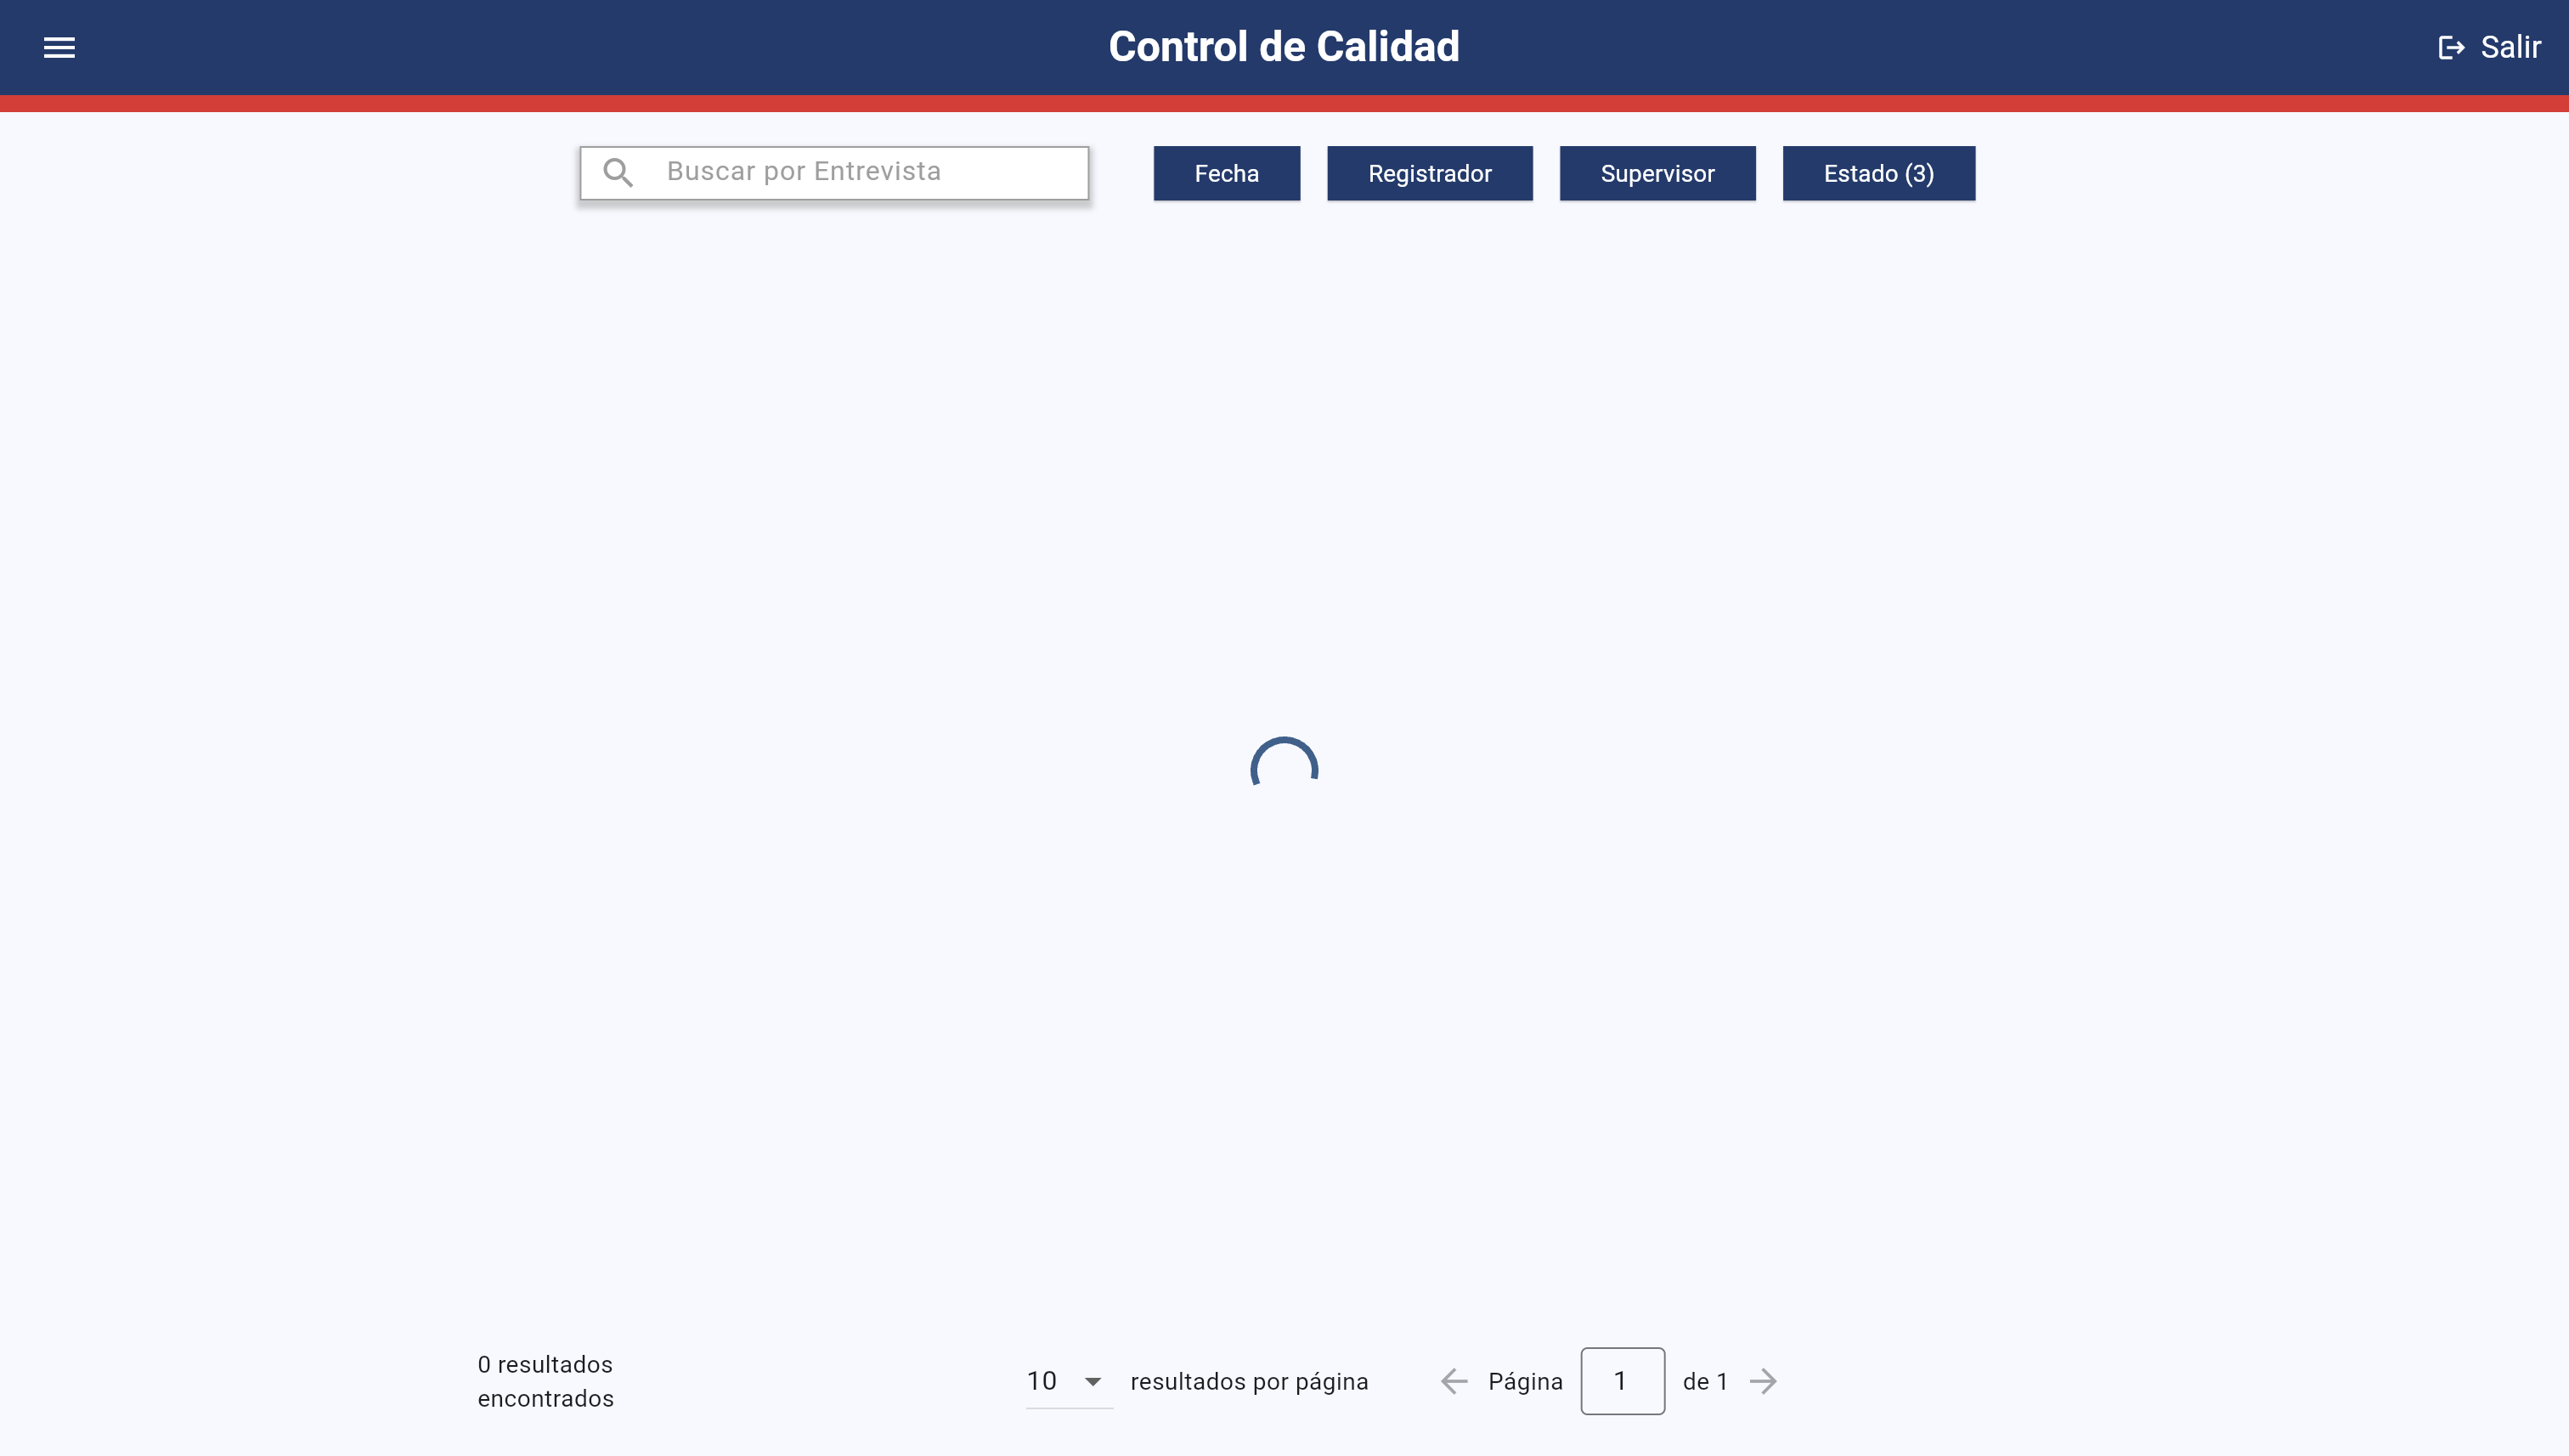 Control de Calidad
Salir
Buscar por Entrevista
Fecha
Registrador
Supervisor
Estado (3)
0 resultados
encontrados
10
resultados por página
Página
1
de 1